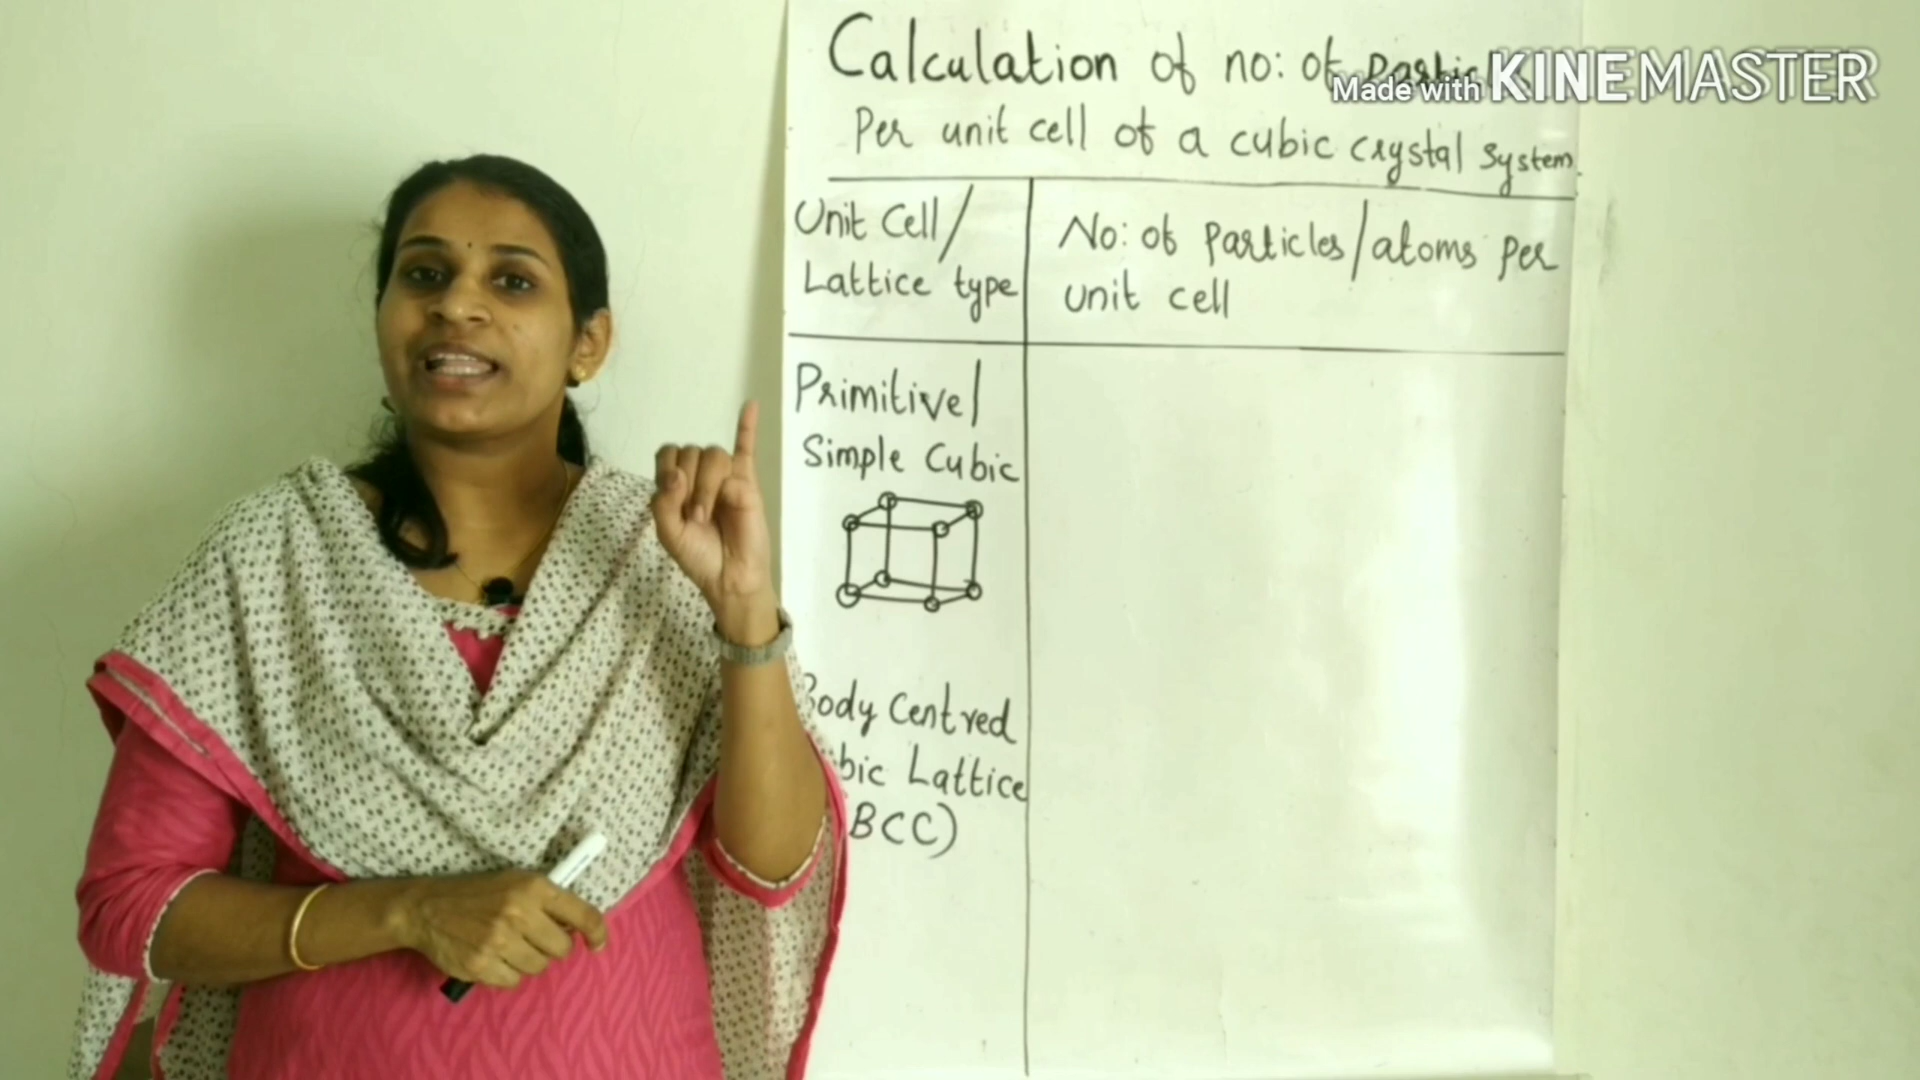 Calculation of no: of
Made with KINEMASTER
Per unit cell of a cubic crystal system.
Unit Cell/
Lattice type
No: of Particles/atoms per
unit cell
Primitive/
Simple Cubic
Body Centred
bic Lattice
BCC)